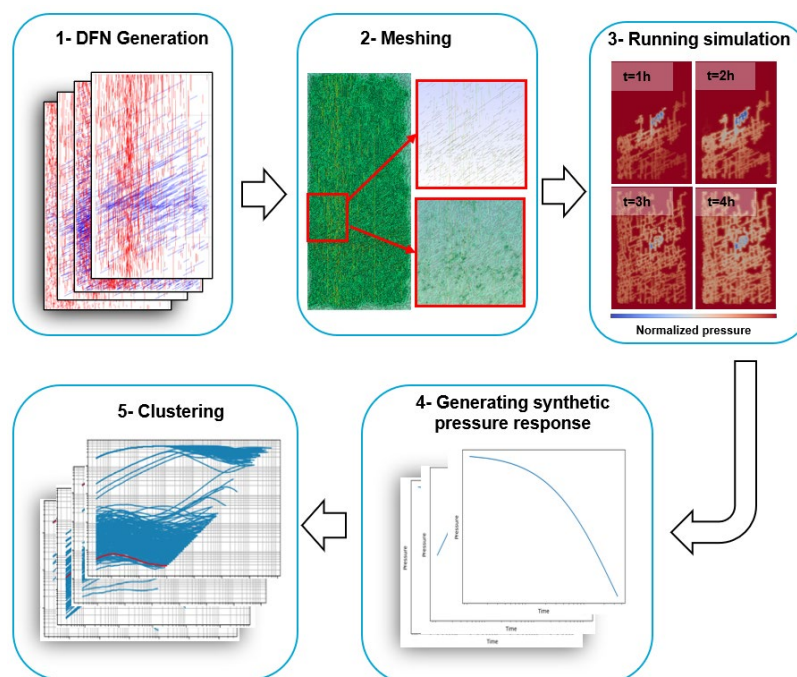 1- DFN Generation
2- Meshing
3- Running simulation
t=1h
t=2h
t=3h
t=4h
Normalized pressure
4- Generating synthetic
pressure response
Pressure
Pressure
Pressure
Time
Time
Time
5- Clustering